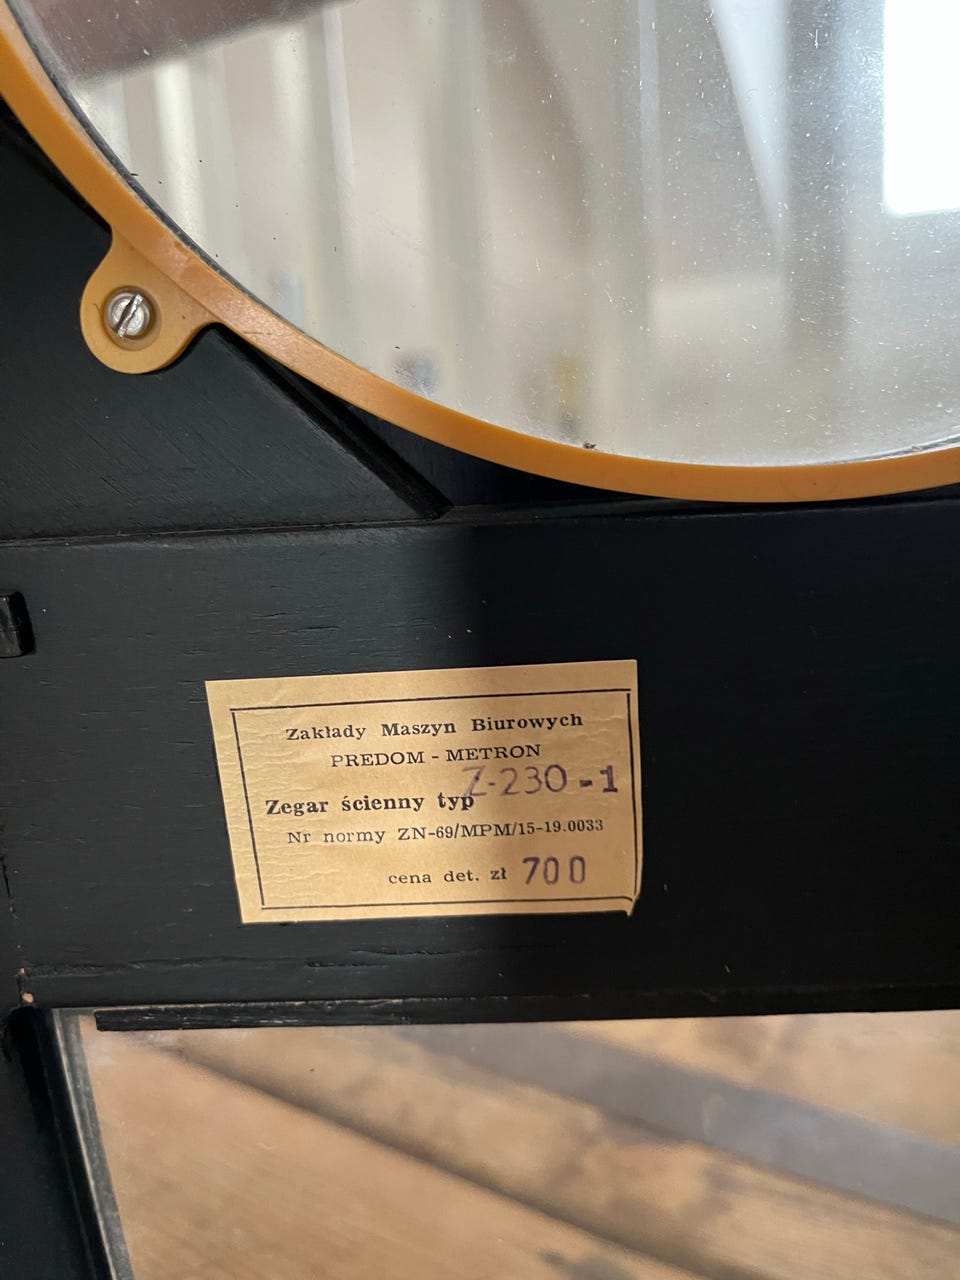 Zakłady Maszyn Biurowych
PREDOM - METRON
Zegar ścienny typ Z-230-1
Nr normy ZN-69/MPM/15-19.0033
cena det. zł 700